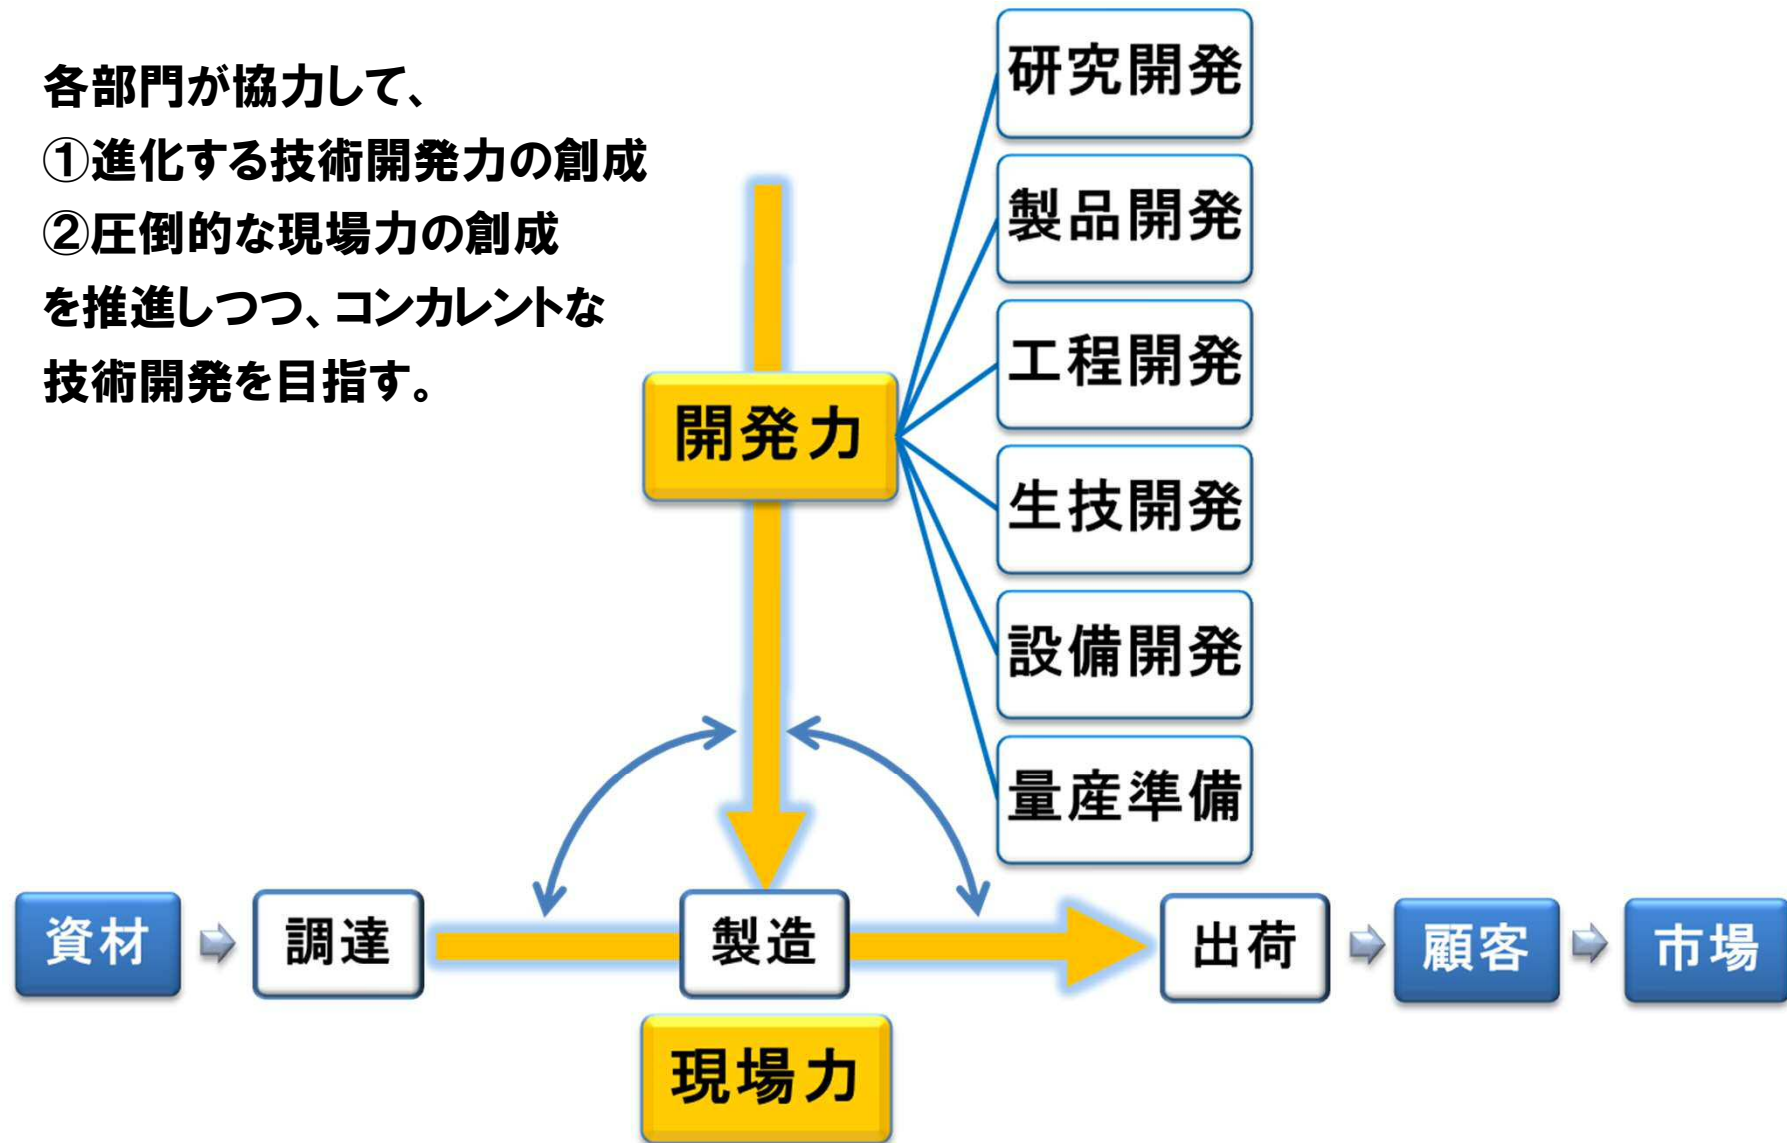 各部門が協力して、
①進化する技術開発力の創成
②圧倒的な現場力の創成
を推進しつつ、コンカレントな
技術開発を目指す。
研究開発
製品開発
工程開発
開発力
生技開発
設備開発
量産準備
資材
調達
製造
出荷
顧客
市場
現場力